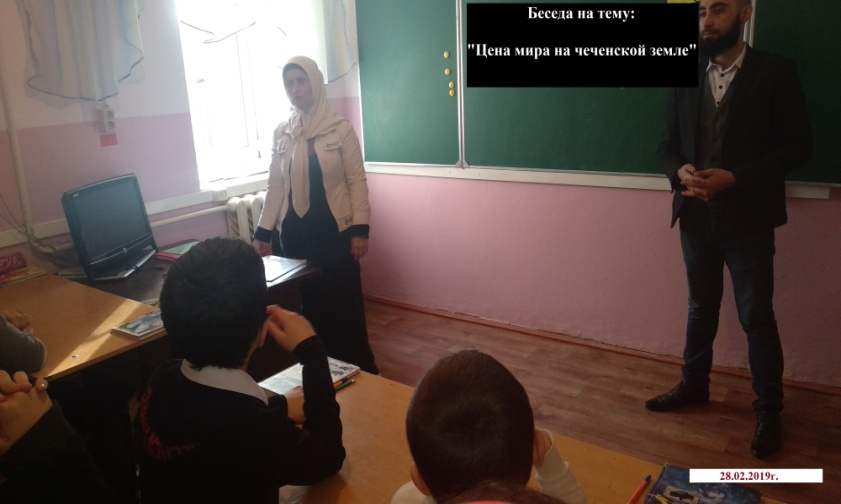 Беседа на тему:
"Цена мира на чеченской земле"
28.02.2019г.